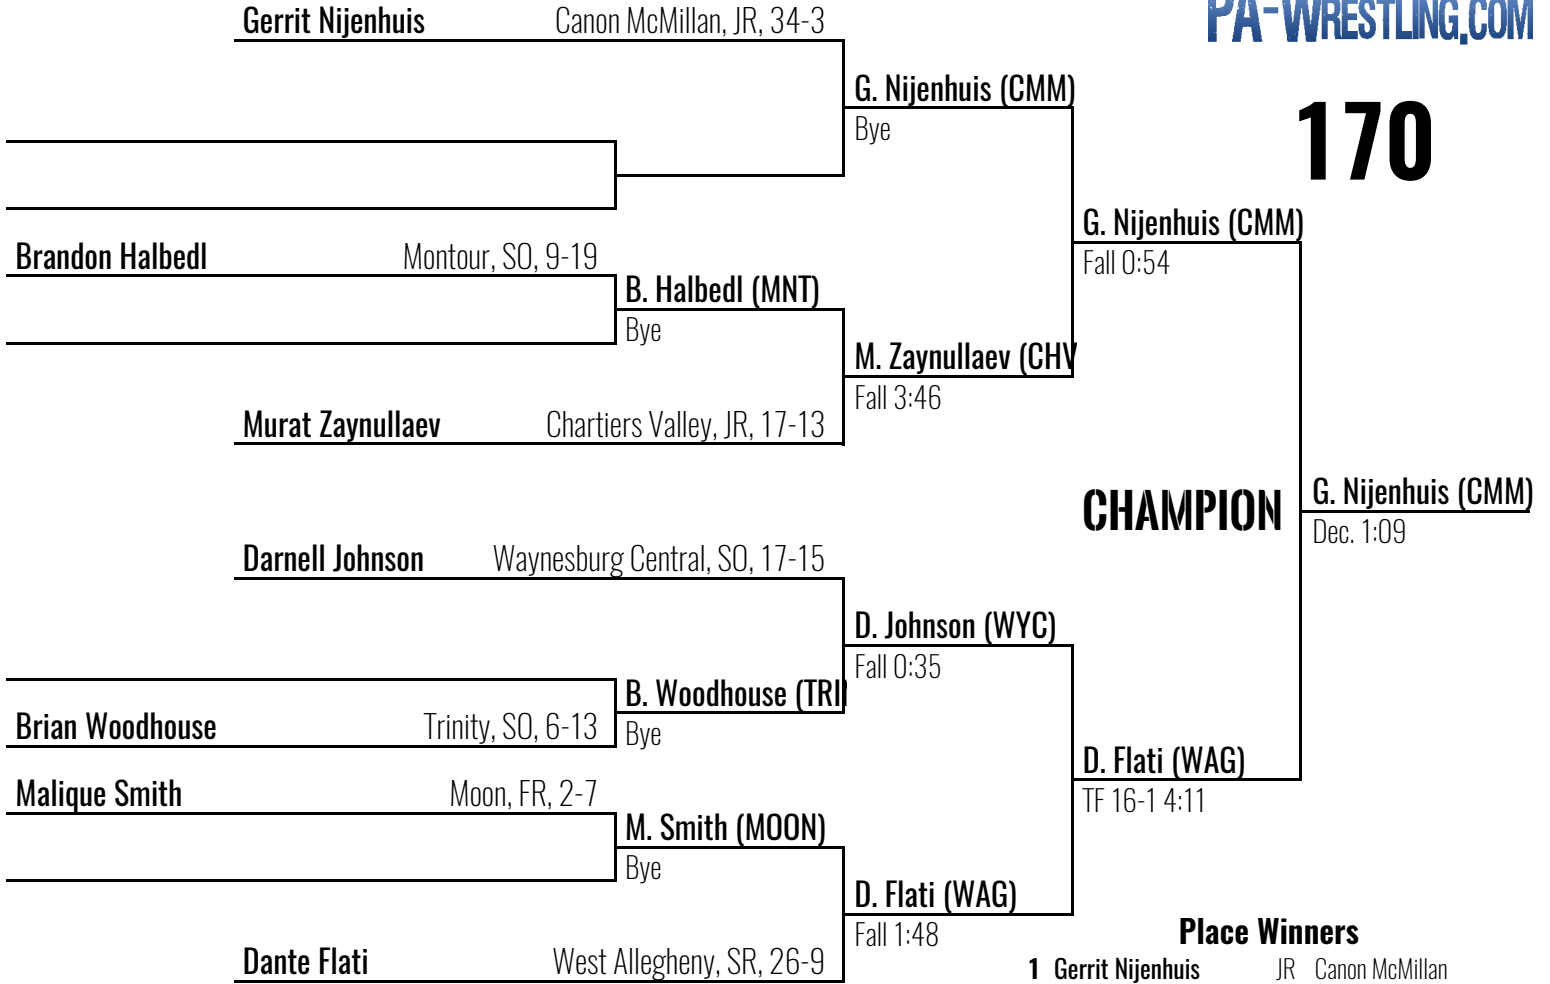 PA-WRESTLING.COM
170
Gerrit Nijenhuis Canon McMillan, JR, 34-3
G. Nijenhuis (CMM)
Bye
G. Nijenhuis (CMM)
Fall 0:54
Brandon Halbedl Montour, SO, 9-19
B. Halbedl (MNT)
Bye
M. Zaynullaev (CHV
Fall 3:46
Murat Zaynullaev Chartiers Valley, JR, 17-13
CHAMPION
G. Nijenhuis (CMM)
Dec. 1:09
Darnell Johnson Waynesburg Central, SO, 17-15
D. Johnson (WYC)
Fall 0:35
B. Woodhouse (TRI
Bye
Brian Woodhouse Trinity, SO, 6-13
D. Flati (WAG)
TF 16-1 4:11
Malique Smith Moon, FR, 2-7
M. Smith (MOON)
Bye
D. Flati (WAG)
Fall 1:48
Dante Flati West Allegheny, SR, 26-9
Place Winners
1 Gerrit Nijenhuis JR Canon McMillan